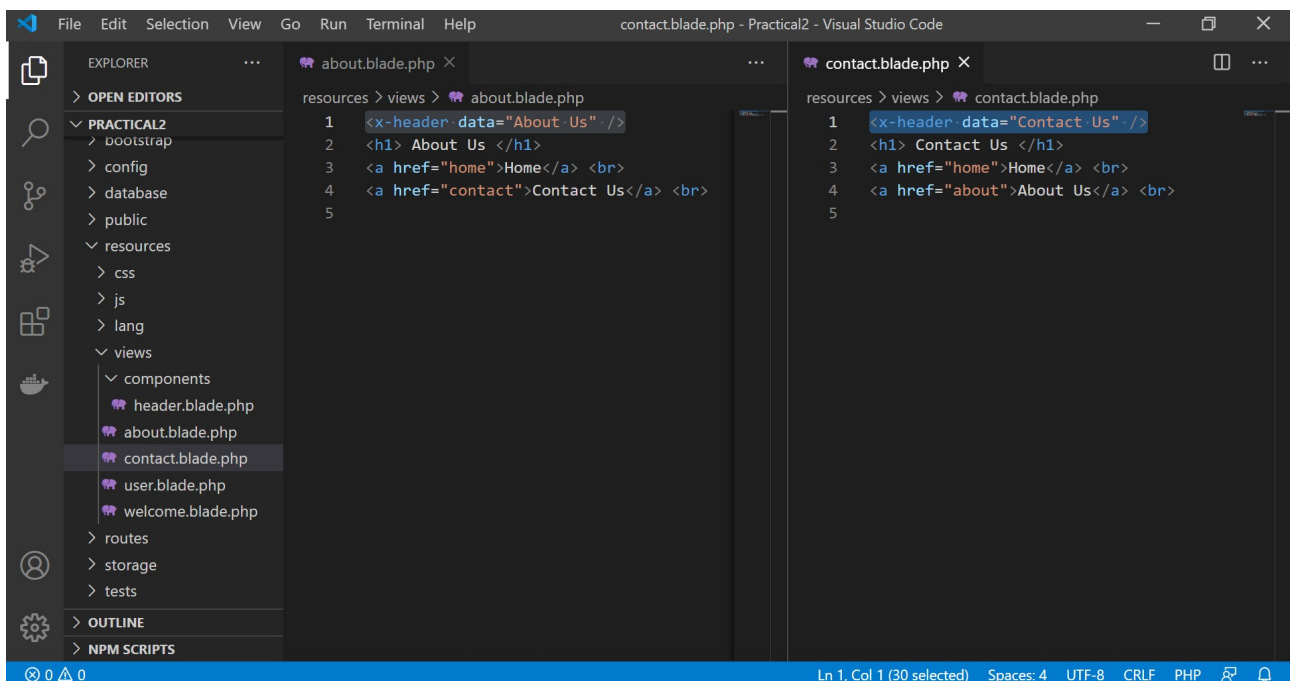 File Edit Selection View Go Run Terminal Help contact.blade.php - Practical2 - Visual Studio Code
EXPLORER
> OPEN EDITORS
PRACTICAL2
> bootstrap
> config
> database
> public
resources
> css
> js
> lang
views
components
header.blade.php
about.blade.php
contact.blade.php
user.blade.php
welcome.blade.php
> routes
> storage
> tests
> OUTLINE
> NPM SCRIPTS
about.blade.php
resources > views > about.blade.php
1 <x-header data="About Us" />
2 <h1> About Us </h1>
3 <a href="home">Home</a> <br>
4 <a href="contact">Contact Us</a> <br>
5
contact.blade.php
resources > views > contact.blade.php
1 <x-header data="Contact Us" />
2 <h1> Contact Us </h1>
3 <a href="home">Home</a> <br>
4 <a href="about">About Us</a> <br>
5
0 0 Ln 1, Col 1 (30 selected) Spaces: 4 UTF-8 CRLF PHP